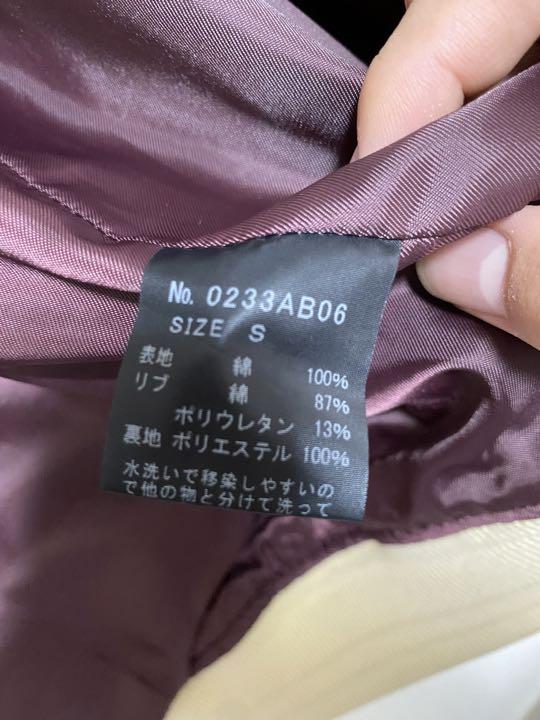 No. 0233AB06
SIZE S
表地 綿 100%
リブ 綿 87%
ポリウレタン 13%
裏地 ポリエステル 100%
水洗いで移染しやすいの
で他の物と分けて洗って